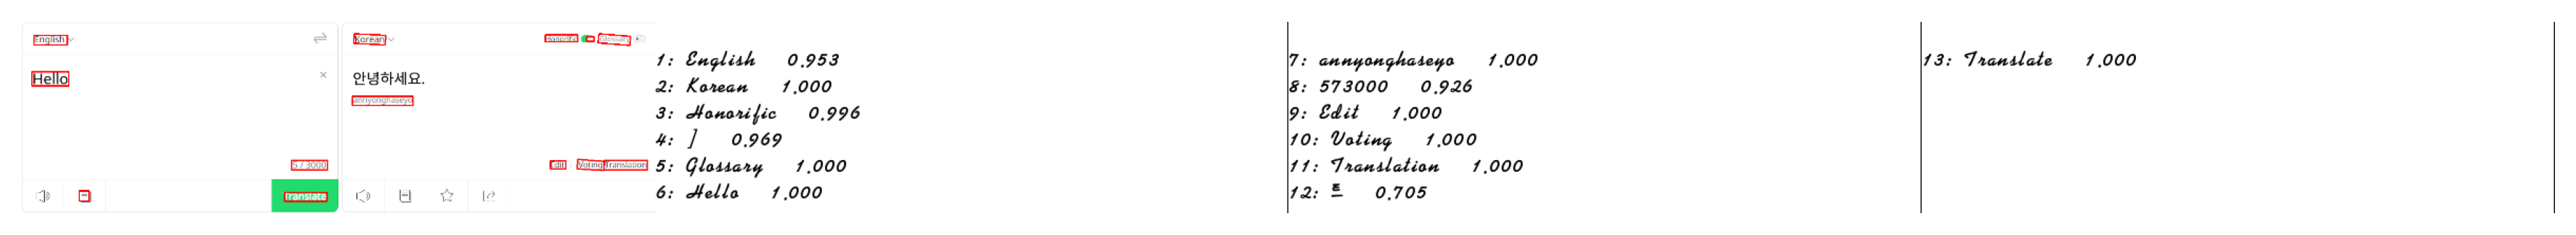 English
Korean
Honorific
Glossary
Hello
안녕하세요.
annyonghaseyo
5 / 3000
Edit
Voting Translation
Translate
1: English 0.953
2: Korean 1.000
3: Honorific 0.996
4: ] 0.969
5: Glossary 1.000
6: Hello 1.000
7: annyonghaseyo 1.000
8: 573000 0.926
9: Edit 1.000
10: Voting 1.000
11: Translation 1.000
12: 드 0.705
13: Translate 1.000